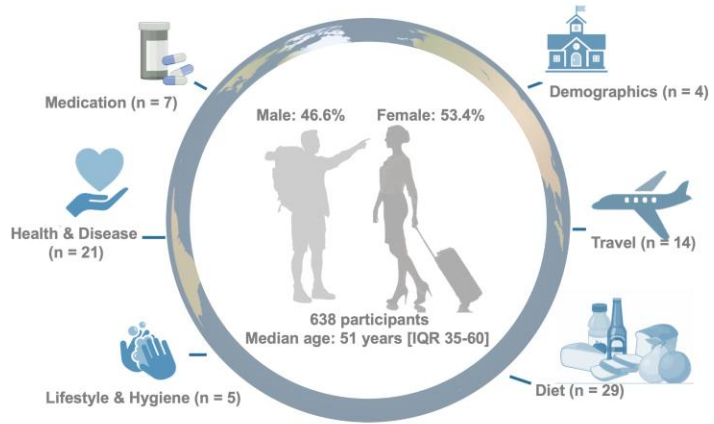 Medication (n = 7)
Demographics (n = 4)
Male: 46.6%
Female: 53.4%
Health & Disease
(n = 21)
Travel (n = 14)
638 participants
Median age: 51 years [IQR 35-60]
Lifestyle & Hygiene (n = 5)
Diet (n = 29)